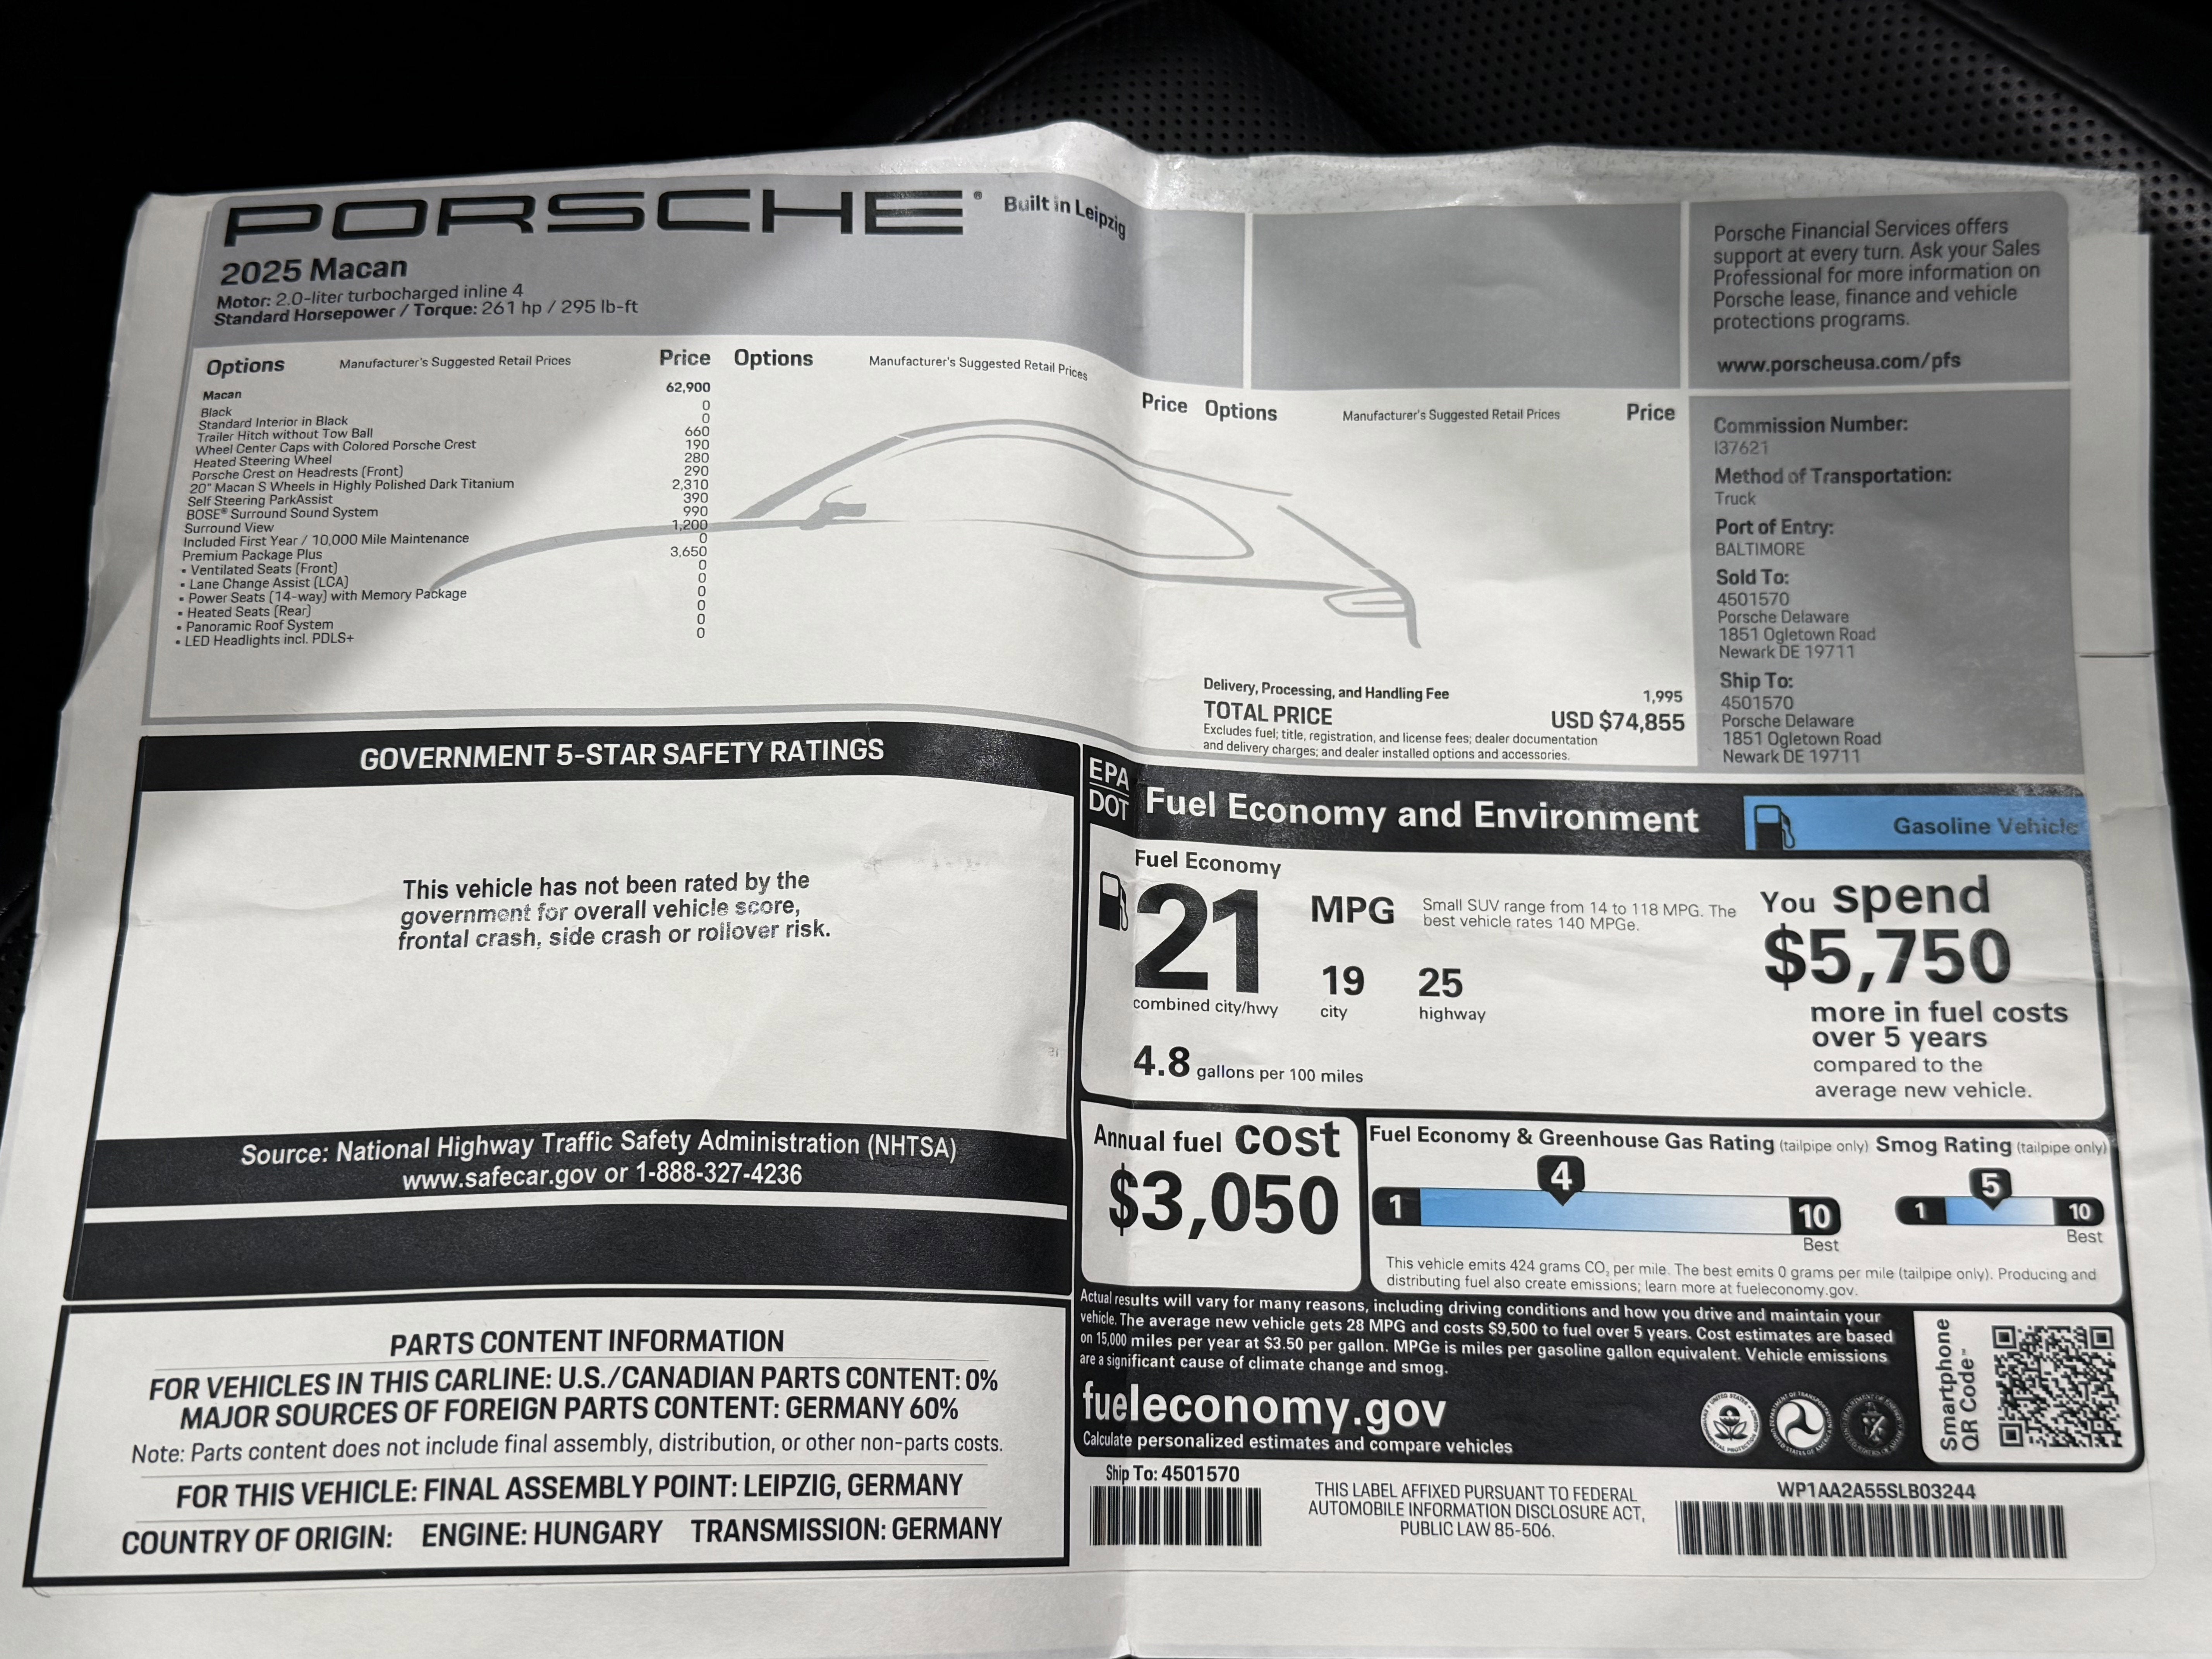 PORSCHE® Built in Leipzig
2025 Macan
Motor: 2.0-liter turbocharged inline 4
Standard Horsepower / Torque: 261 hp / 295 lb-ft
Options Manufacturer's Suggested Retail Prices Price
Macan 62,900
Black 0
Standard Interior in Black 0
Trailer Hitch without Tow Ball 660
Wheel Center Caps with Colored Porsche Crest 190
Heated Steering Wheel 280
Porsche Crest on Headrests (Front) 290
20" Macan S Wheels in Highly Polished Dark Titanium 2,310
Self Steering ParkAssist 390
BOSE® Surround Sound System 990
Surround View 1,200
Included First Year / 10,000 Mile Maintenance 0
Premium Package Plus 3,650
• Ventilated Seats (Front) 0
• Lane Change Assist (LCA) 0
• Power Seats (14-way) with Memory Package 0
• Heated Seats (Rear) 0
• Panoramic Roof System 0
• LED Headlights incl. PDLS+ 0
Options Manufacturer's Suggested Retail Prices Price
Options Manufacturer's Suggested Retail Prices Price
Delivery, Processing, and Handling Fee 1,995
TOTAL PRICE USD $74,855
Excludes fuel; title, registration, and license fees; dealer documentation
and delivery charges; and dealer installed options and accessories.
Porsche Financial Services offers
support at every turn. Ask your Sales
Professional for more information on
Porsche lease, finance and vehicle
protections programs.
www.porscheusa.com/pfs
Commission Number:
I37621
Method of Transportation:
Truck
Port of Entry:
BALTIMORE
Sold To:
4501570
Porsche Delaware
1851 Ogletown Road
Newark DE 19711
Ship To:
4501570
Porsche Delaware
1851 Ogletown Road
Newark DE 19711
GOVERNMENT 5-STAR SAFETY RATINGS
This vehicle has not been rated by the
government for overall vehicle score,
frontal crash, side crash or rollover risk.
Source: National Highway Traffic Safety Administration (NHTSA)
www.safecar.gov or 1-888-327-4236
PARTS CONTENT INFORMATION
FOR VEHICLES IN THIS CARLINE: U.S./CANADIAN PARTS CONTENT: 0%
MAJOR SOURCES OF FOREIGN PARTS CONTENT: GERMANY 60%
Note: Parts content does not include final assembly, distribution, or other non-parts costs.
FOR THIS VEHICLE: FINAL ASSEMBLY POINT: LEIPZIG, GERMANY
COUNTRY OF ORIGIN: ENGINE: HUNGARY TRANSMISSION: GERMANY
EPA
DOT
Fuel Economy and Environment
Gasoline Vehicle
Fuel Economy
21 MPG
combined city/hwy
19
city
25
highway
Small SUV range from 14 to 118 MPG. The
best vehicle rates 140 MPGe.
4.8 gallons per 100 miles
You spend
$5,750
more in fuel costs
over 5 years
compared to the
average new vehicle.
Annual fuel cost
$3,050
Fuel Economy & Greenhouse Gas Rating (tailpipe only)
4
1 10
Best
Smog Rating (tailpipe only)
5
1 10
Best
This vehicle emits 424 grams CO₂ per mile. The best emits 0 grams per mile (tailpipe only). Producing and
distributing fuel also create emissions; learn more at fueleconomy.gov.
Actual results will vary for many reasons, including driving conditions and how you drive and maintain your
vehicle. The average new vehicle gets 28 MPG and costs $9,500 to fuel over 5 years. Cost estimates are based
on 15,000 miles per year at $3.50 per gallon. MPGe is miles per gasoline gallon equivalent. Vehicle emissions
are a significant cause of climate change and smog.
fueleconomy.gov
Calculate personalized estimates and compare vehicles
Smartphone
QR Code™
Ship To: 4501570
THIS LABEL AFFIXED PURSUANT TO FEDERAL
AUTOMOBILE INFORMATION DISCLOSURE ACT,
PUBLIC LAW 85-506.
WP1AA2A55SLB03244